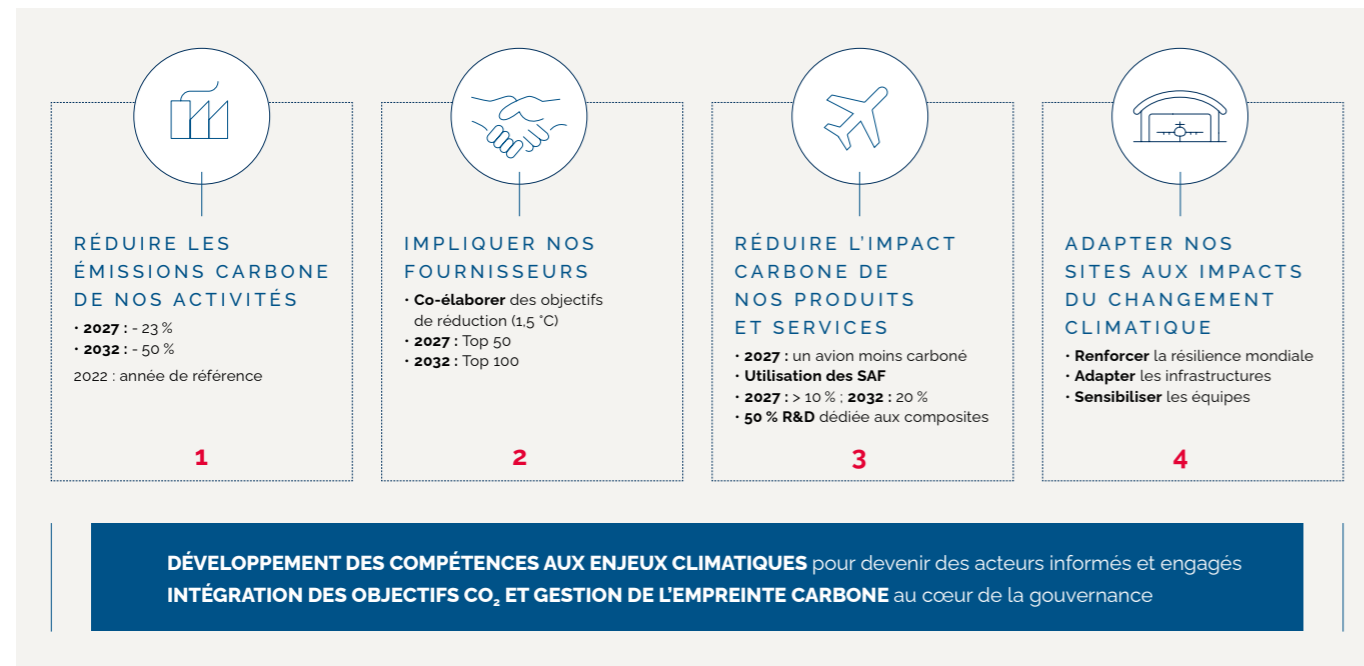 RÉDUIRE LES
ÉMISSIONS CARBONE
DE NOS ACTIVITÉS
• 2027 : - 23 %
• 2032 : - 50 %
2022 : année de référence
1
IMPLIQUER NOS
FOURNISSEURS
• Co-élaborer des objectifs
de réduction (1,5 °C)
• 2027 : Top 50
• 2032 : Top 100
2
RÉDUIRE L’IMPACT
CARBONE DE
NOS PRODUITS
ET SERVICES
• 2027 : un avion moins carboné
• Utilisation des SAF
• 2027 : > 10 % ; 2032 : 20 %
• 50 % R&D dédiée aux composites
3
ADAPTER NOS
SITES AUX IMPACTS
DU CHANGEMENT
CLIMATIQUE
• Renforcer la résilience mondiale
• Adapter les infrastructures
• Sensibiliser les équipes
4
DÉVELOPPEMENT DES COMPÉTENCES AUX ENJEUX CLIMATIQUES pour devenir des acteurs informés et engagés
INTÉGRATION DES OBJECTIFS CO₂ ET GESTION DE L’EMPREINTE CARBONE au cœur de la gouvernance